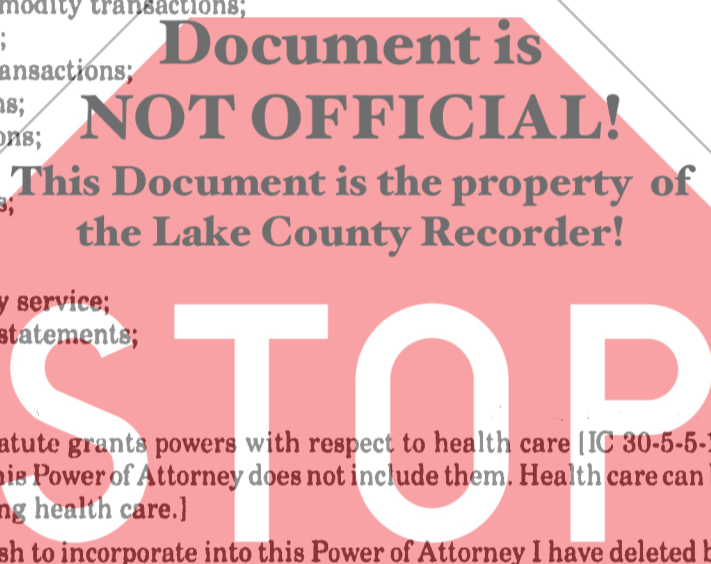 modity transactions;
Document is
ansactions;
ns;
NOT OFFICIAL!
ons;
This Document is the property of
s;
the Lake County Recorder!
y service;
statements;
STOP
atute grants powers with respect to health care [IC 30-5-5-1
his Power of Attorney does not include them. Health care can
ng health care.]
sh to incorporate into this Power of Attorney I have deleted b